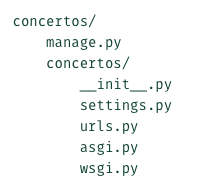 concertos/
    manage.py
    concertos/
        __init__.py
        settings.py
        urls.py
        asgi.py
        wsgi.py